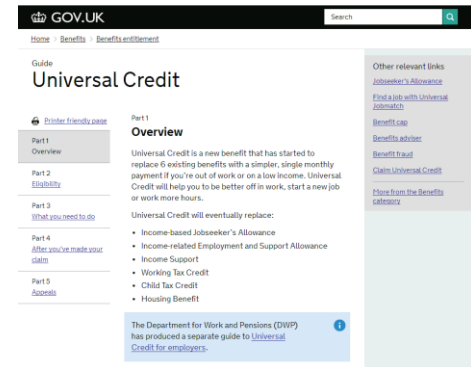 GOV.UK
Search
Home > Benefits > Benefits entitlement
Guide
Universal Credit
Printer friendly page
Part 1
Overview
Part 2
Eligibility
Part 3
What you need to do
Part 4
After you've made your
claim
Part 5
Appeals
Part 1
Overview
Universal Credit is a new benefit that has started to
replace 6 existing benefits with a simpler, single monthly
payment if you're out of work or on a low income. Universal
Credit will help you to be better off in work, start a new job
or work more hours.
Universal Credit will eventually replace:
• Income-based Jobseeker's Allowance
• Income-related Employment and Support Allowance
• Income Support
• Working Tax Credit
• Child Tax Credit
• Housing Benefit
The Department for Work and Pensions (DWP)
has produced a separate guide to Universal
Credit for employers.
Other relevant links
Jobseeker's Allowance
Find a job with Universal
Jobmatch
Benefit cap
Benefits adviser
Benefit fraud
Claim Universal Credit
More from the Benefits
category